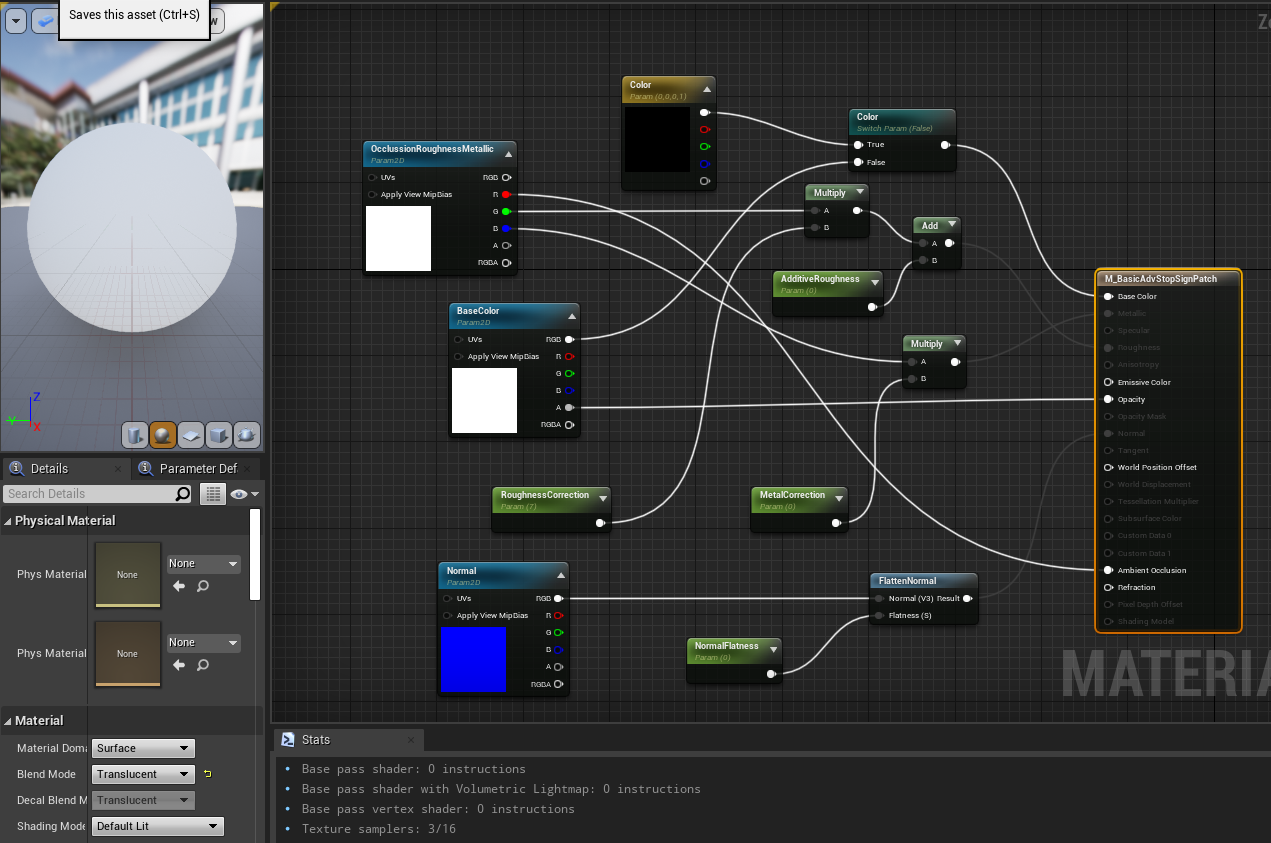 Saves this asset (Ctrl+S)
Z
Y
X
Details
Parameter Def
Search Details
Physical Material
Phys Material
None
None
Phys Material
None
None
Material
Material Doma
Surface
Blend Mode
Translucent
Decal Blend M
Translucent
Shading Mode
Default Lit
Color
Param (0,0,0,1)
Color
Switch Param (False)
True
False
OcclussionRoughnessMetallic
Param2D
UVs
RGB
Apply View MipBias
R
G
B
A
RGBA
Multiply
A
B
Add
A
B
AdditiveRoughness
Param (0)
BaseColor
Param2D
UVs
RGB
Apply View MipBias
R
G
B
A
RGBA
Multiply
A
B
RoughnessCorrection
Param (7)
MetalCorrection
Param (0)
Normal
Param2D
UVs
RGB
Apply View MipBias
R
G
B
A
RGBA
FlattenNormal
Normal (V3) Result
Flatness (S)
NormalFlatness
Param (0)
M_BasicAdvStopSignPatch
Base Color
Metallic
Specular
Roughness
Anisotropy
Emissive Color
Opacity
Opacity Mask
Normal
Tangent
World Position Offset
World Displacement
Tessellation Multiplier
Subsurface Color
Custom Data 0
Custom Data 1
Ambient Occlusion
Refraction
Pixel Depth Offset
Shading Model
MATERIA
Stats
Base pass shader: 0 instructions
Base pass shader with Volumetric Lightmap: 0 instructions
Base pass vertex shader: 0 instructions
Texture samplers: 3/16